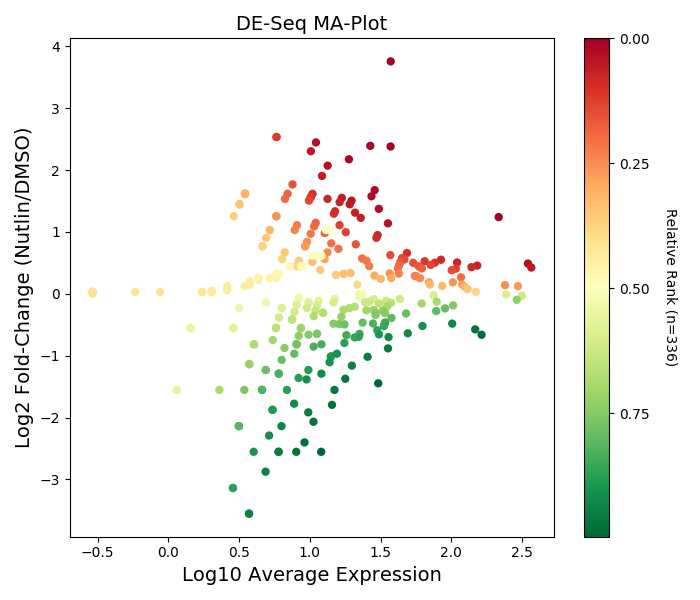 DE-Seq MA-Plot
Log2 Fold-Change (Nutlin/DMSO)
4
3
2
1
0
−1
−2
−3
−0.5 0.0 0.5 1.0 1.5 2.0 2.5
Log10 Average Expression
0.00
0.25
0.50
0.75
Relative Rank (n=336)